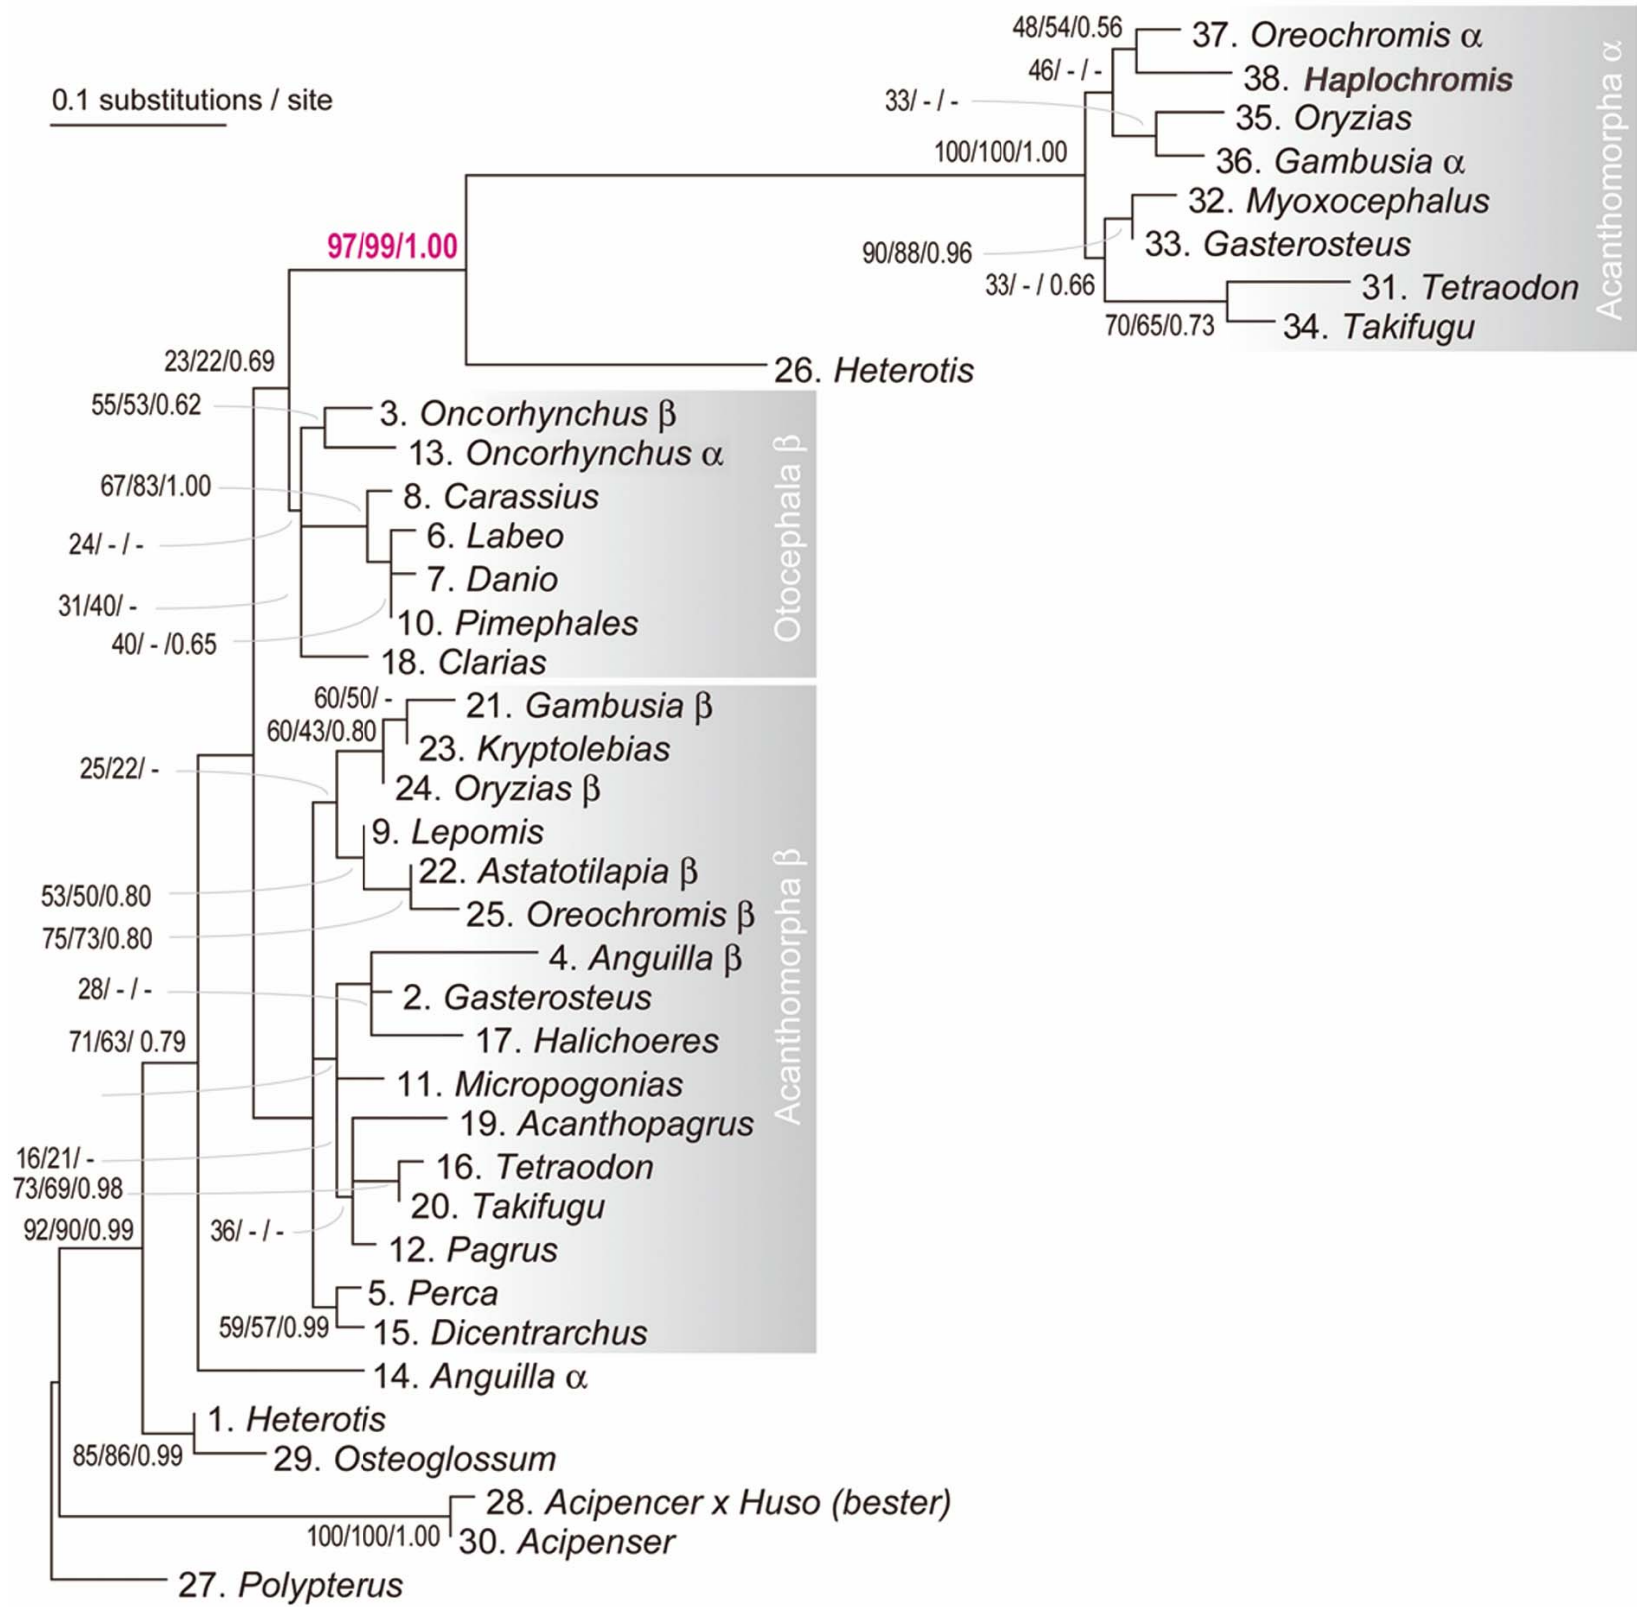 48/54/0.56
37. Oreochromis α
46/ - / -
38. Haplochromis
0.1 substitutions / site
33/ - / -
35. Oryzias
100/100/1.00
36. Gambusia α
32. Myoxocephalus
97/99/1.00
90/88/0.96
33. Gasterosteus
33/ - / 0.66
31. Tetraodon
70/65/0.73
34. Takifugu
Acanthomorpha α
23/22/0.69
26. Heterotis
55/53/0.62
3. Oncorhynchus β
13. Oncorhynchus α
67/83/1.00
8. Carassius
24/ - / -
6. Labeo
7. Danio
31/40/ -
10. Pimephales
40/ - /0.65
18. Clarias
Otocephala β
60/50/ -
21. Gambusia β
60/43/0.80
23. Kryptolebias
25/22/ -
24. Oryzias β
9. Lepomis
53/50/0.80
22. Astatotilapia β
75/73/0.80
25. Oreochromis β
4. Anguilla β
28/ - / -
2. Gasterosteus
71/63/ 0.79
17. Halichoeres
11. Micropogonias
19. Acanthopagrus
16/21/ -
16. Tetraodon
73/69/0.98
20. Takifugu
92/90/0.99
36/ - / -
12. Pagrus
5. Perca
59/57/0.99
15. Dicentrarchus
Acanthomorpha β
14. Anguilla α
1. Heterotis
85/86/0.99
29. Osteoglossum
28. Acipencer x Huso (bester)
100/100/1.00
30. Acipenser
27. Polypterus